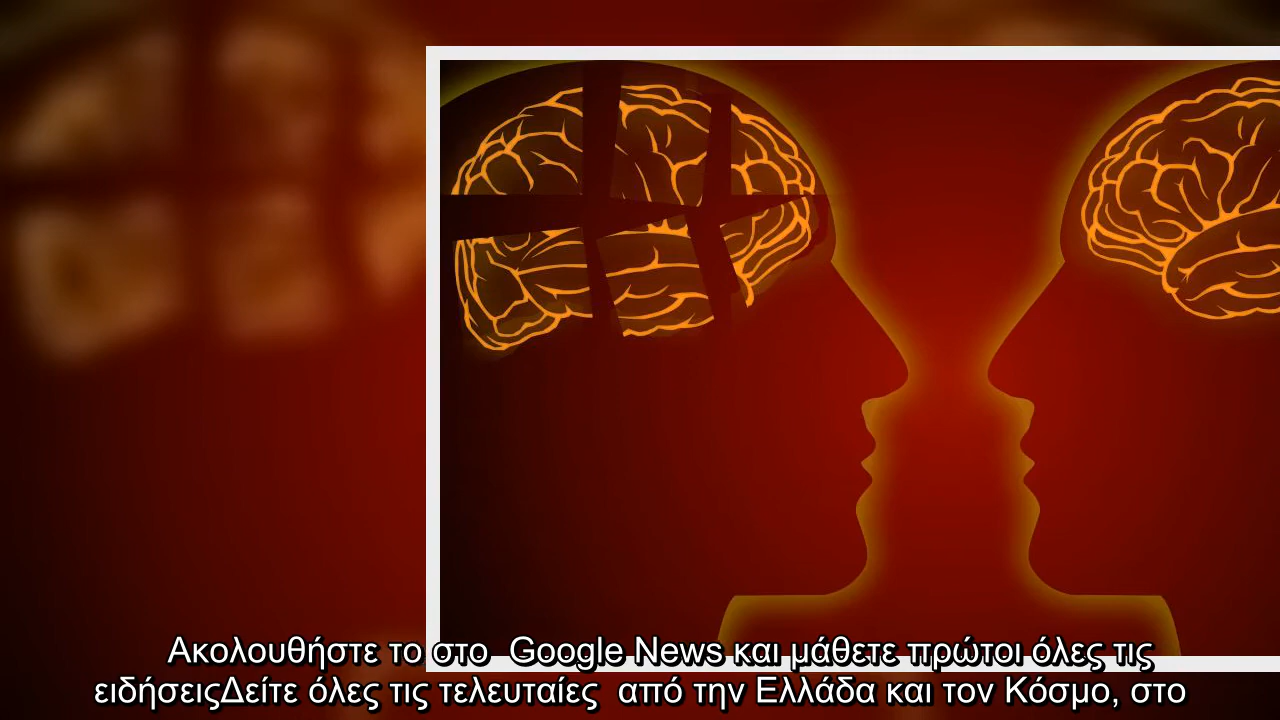 Ακολουθήστε το στο  Google News και μάθετε πρώτοι όλες τις
ειδήσειςΔείτε όλες τις τελευταίες  από την Ελλάδα και τον Κόσμο, στο